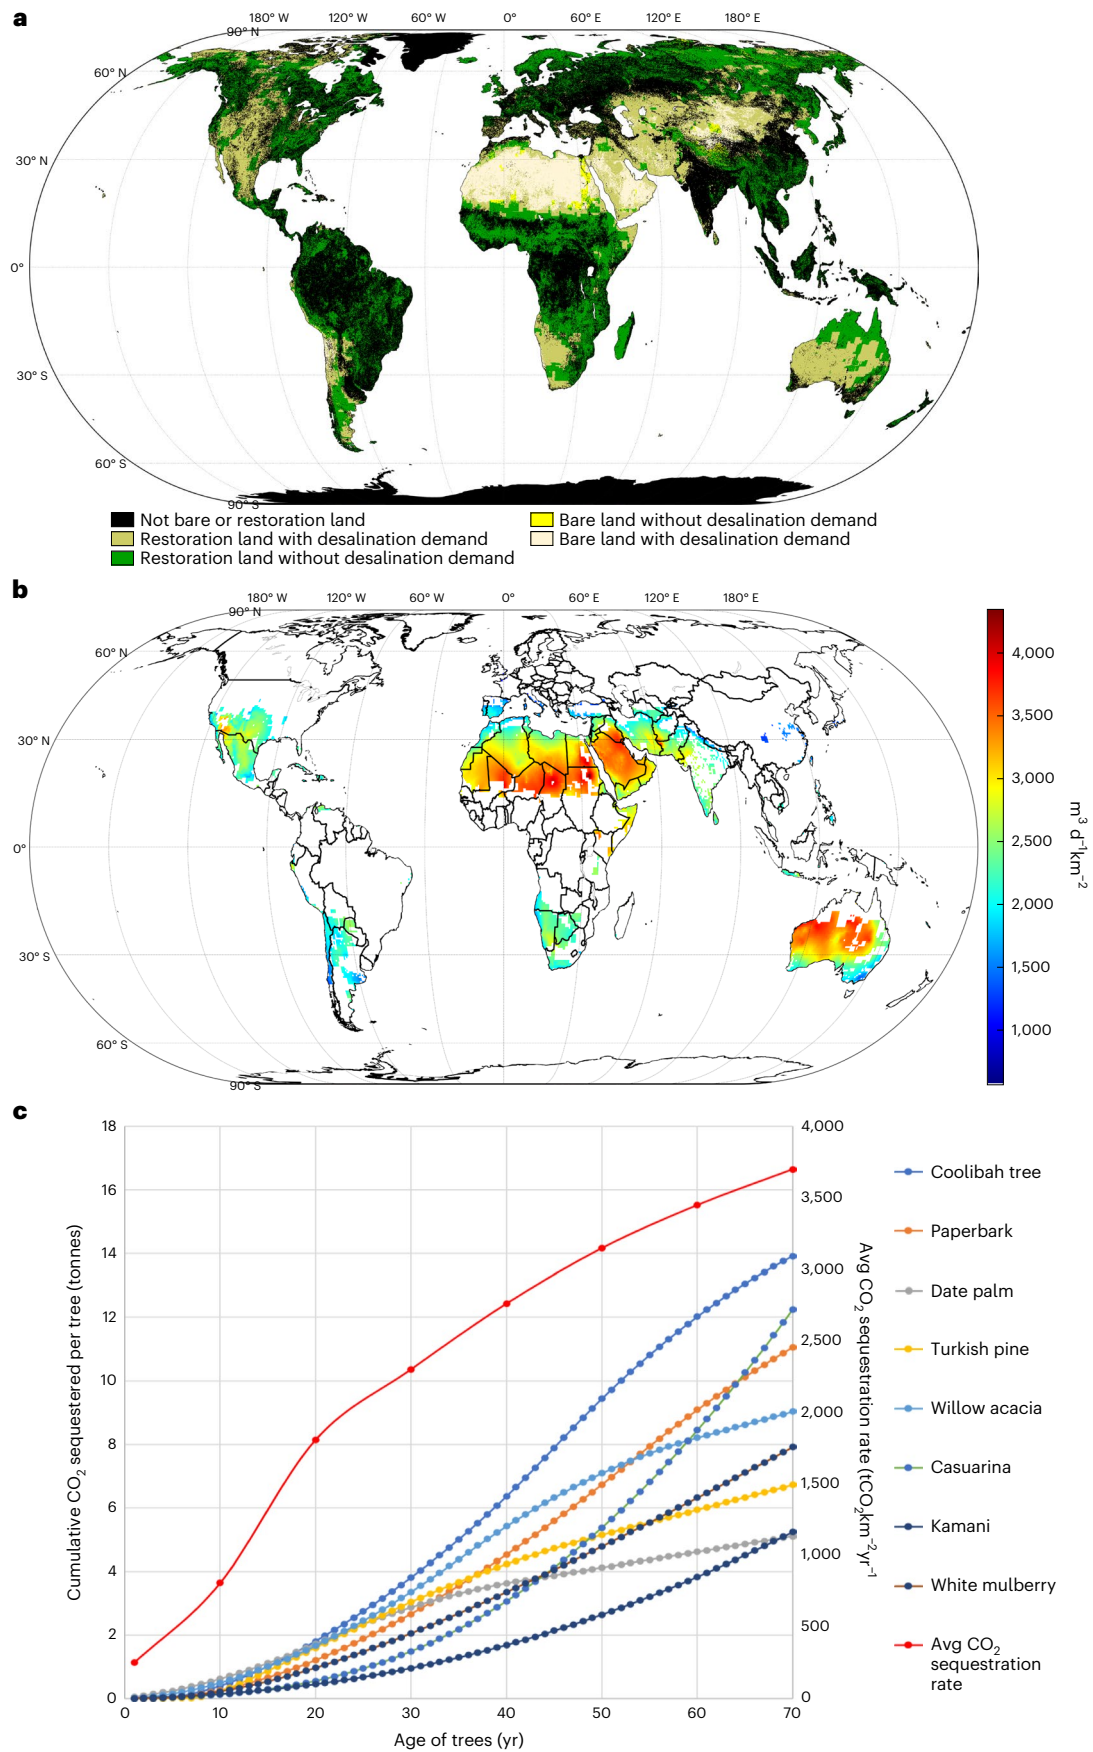 a
180° W 120° W 60° W 0° 60° E 120° E 180° E
90° N
60° N
30° N
0°
30° S
60° S
90° S
Not bare or restoration land
Restoration land with desalination demand
Restoration land without desalination demand
Bare land without desalination demand
Bare land with desalination demand
b
180° W 120° W 60° W 0° 60° E 120° E 180° E
90° N
60° N
30° N
0°
30° S
60° S
90° S
4,000
3,500
3,000
2,500
2,000
1,500
1,000
m³ d⁻¹km⁻²
c
Cumulative CO₂ sequestered per tree (tonnes)
18
16
14
12
10
8
6
4
2
0
0 10 20 30 40 50 60 70
Age of trees (yr)
4,000
3,500
3,000
2,500
2,000
1,500
1,000
500
0
Avg CO₂ sequestration rate (tCO₂km⁻²yr⁻¹
Coolibah tree
Paperbark
Date palm
Turkish pine
Willow acacia
Casuarina
Kamani
White mulberry
Avg CO₂
sequestration
rate